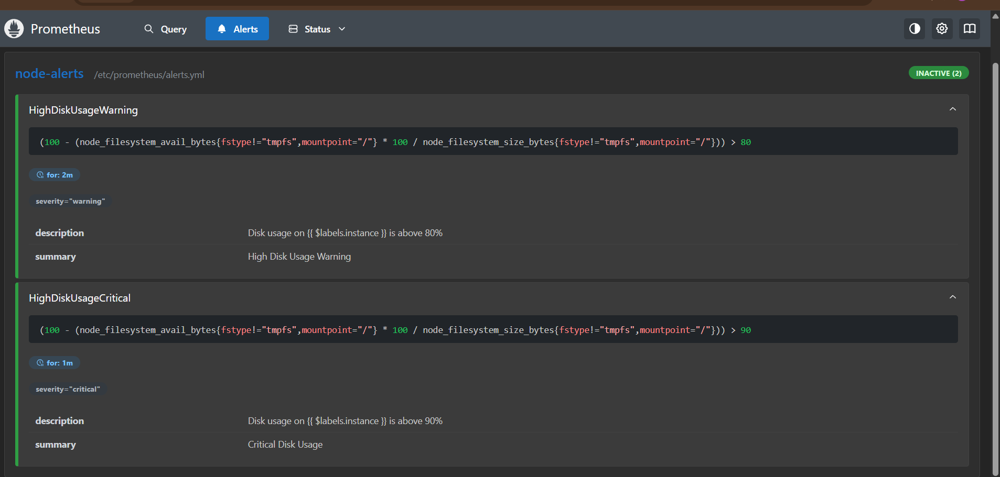 Prometheus
Query
Alerts
Status
node-alerts /etc/prometheus/alerts.yml
INACTIVE (2)
HighDiskUsageWarning
(100 - (node_filesystem_avail_bytes{fstype!="tmpfs",mountpoint="/"} * 100 / node_filesystem_size_bytes{fstype!="tmpfs",mountpoint="/"})) > 80
for: 2m
severity="warning"
description Disk usage on {{ $labels.instance }} is above 80%
summary High Disk Usage Warning
HighDiskUsageCritical
(100 - (node_filesystem_avail_bytes{fstype!="tmpfs",mountpoint="/"} * 100 / node_filesystem_size_bytes{fstype!="tmpfs",mountpoint="/"})) > 90
for: 1m
severity="critical"
description Disk usage on {{ $labels.instance }} is above 90%
summary Critical Disk Usage